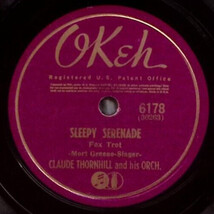 OKeh
Registered U.S. Patent Office
6178
SLEEPY SERENADE
Fox Trot
-Mort Greene-Singer-
CLAUDE THORNHILL and his ORCH.